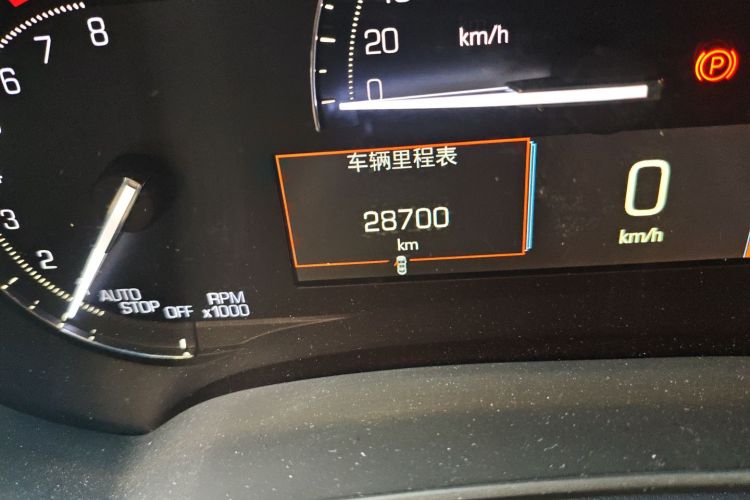 8
7
6
3
2
AUTO
STOP OFF
RPM
x1000
20
0
km/h
P
车辆里程表
28700
km
0
km/h